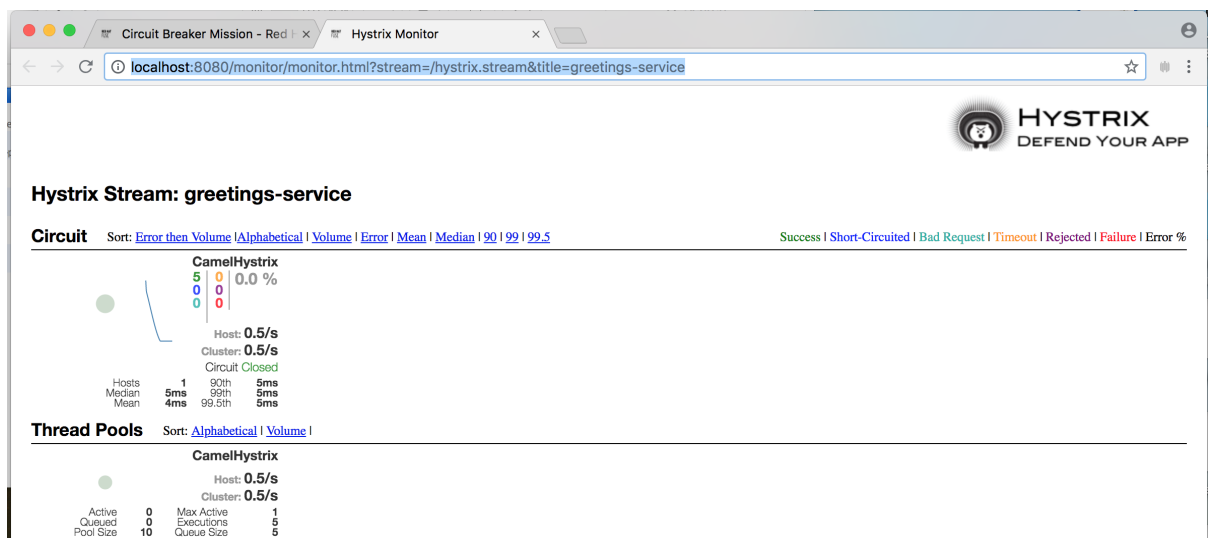 Circuit Breaker Mission - Red H
Hystrix Monitor
localhost:8080/monitor/monitor.html?stream=/hystrix.stream&title=greetings-service
HYSTRIX
DEFEND YOUR APP
Hystrix Stream: greetings-service
Circuit Sort: Error then Volume |Alphabetical | Volume | Error | Mean | Median | 90 | 99 | 99.5 Success | Short-Circuited | Bad Request | Timeout | Rejected | Failure | Error %
CamelHystrix
5 0 0.0 %
0 0
0 0
Host: 0.5/s
Cluster: 0.5/s
Circuit Closed
Hosts 1 90th 5ms
Median 5ms 99th 5ms
Mean 4ms 99.5th 5ms
Thread Pools Sort: Alphabetical | Volume |
CamelHystrix
Host: 0.5/s
Cluster: 0.5/s
Active 0 Max Active 1
Queued 0 Executions 5
Pool Size 10 Queue Size 5